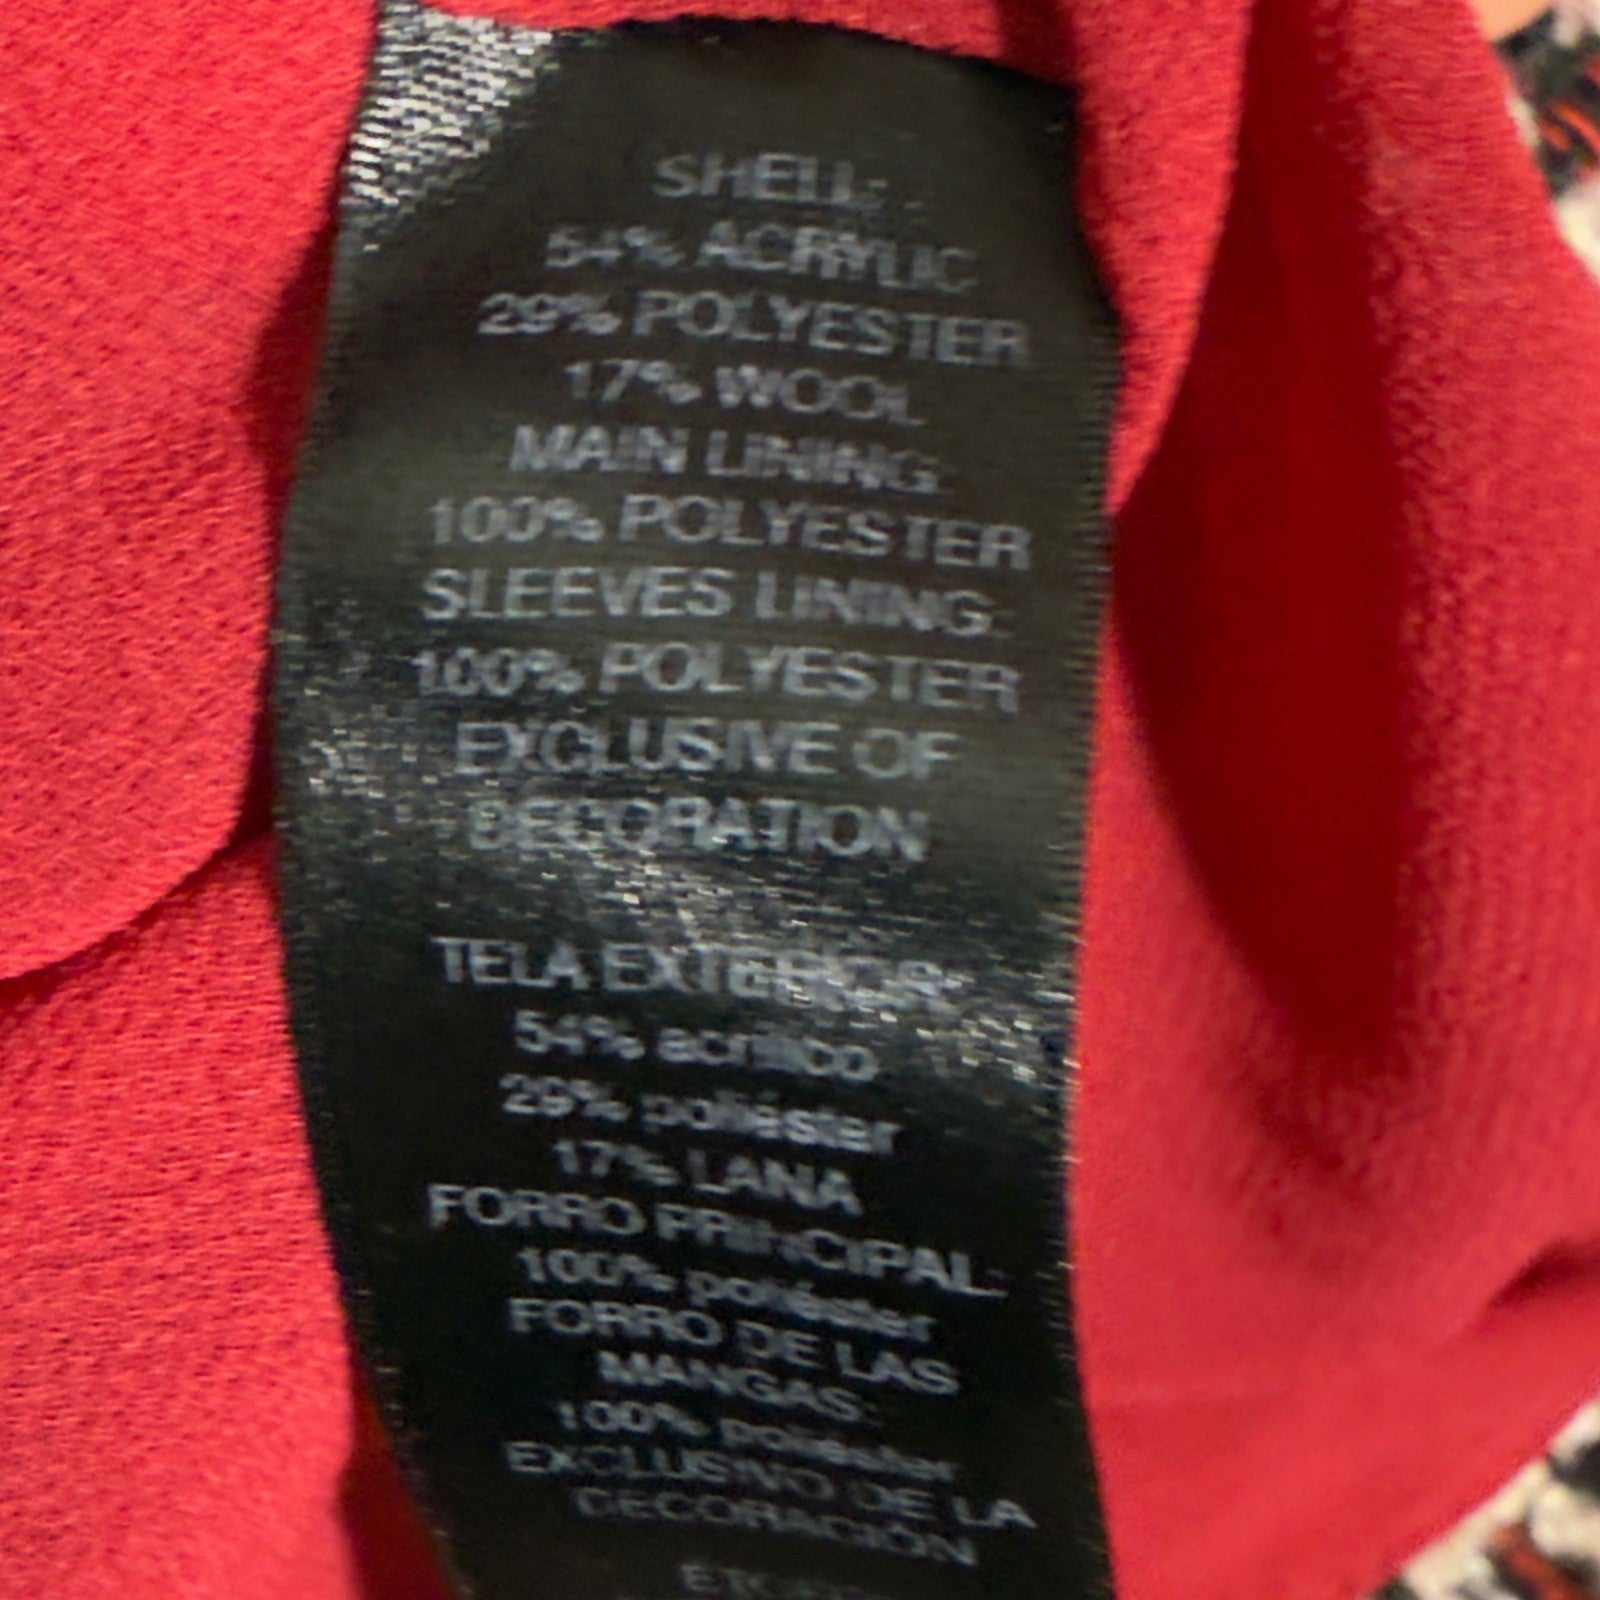 SHELL:
54% ACRYLIC
29% POLYESTER
17% WOOL
MAIN LINING:
100% POLYESTER
SLEEVES LINING:
100% POLYESTER
EXCLUSIVE OF
DECORATION
TELA EXTERIOR:
54% acrílico
29% poliéster
17% LANA
FORRO PRINCIPAL:
100% poliéster
FORRO DE LAS
MANGAS:
100% poliéster
EXCLUSIVO DE LA
DECORACIÓN